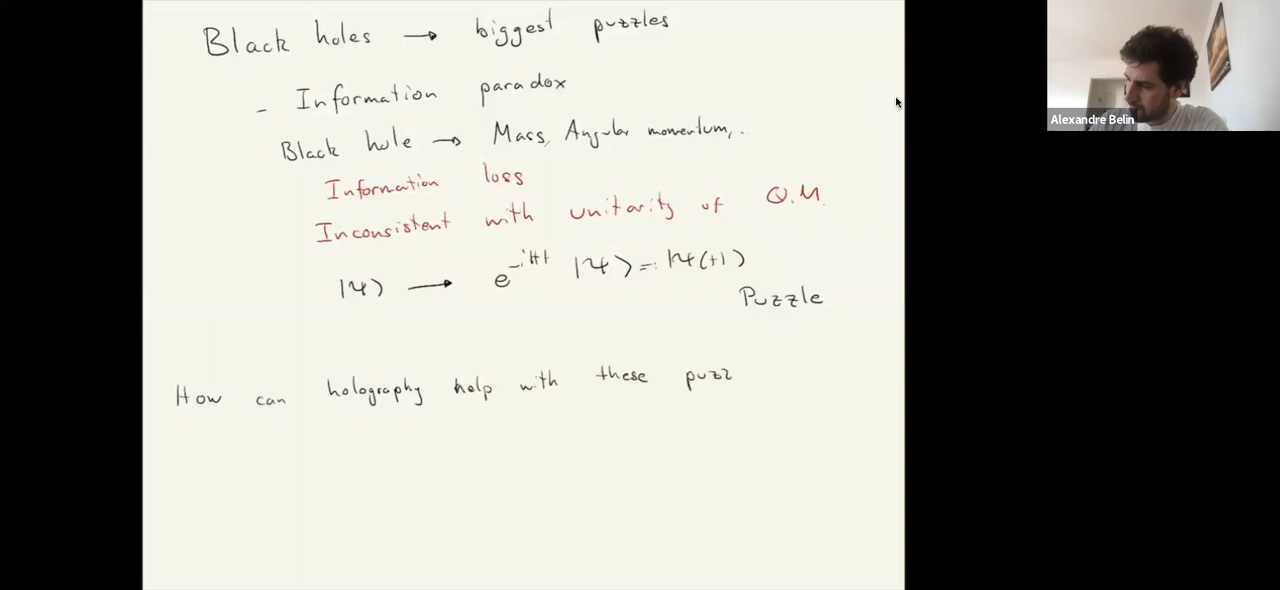 Black holes → biggest puzzles
- Information paradox
Black hole → Mass, Angular momentum,..
Information loss
Inconsistent with unitarity of Q.M.
|ψ⟩ → e^{-iHt} |ψ⟩ = |ψ(t)⟩
Puzzle
How can holography help with these puzz
Alexandre Belin